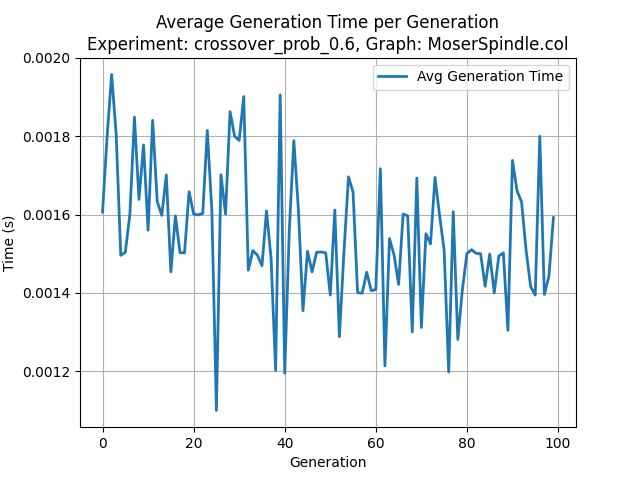 Average Generation Time per Generation
Experiment: crossover_prob_0.6, Graph: MoserSpindle.col
Avg Generation Time
Time (s)
0.0020
0.0018
0.0016
0.0014
0.0012
0 20 40 60 80 100
Generation